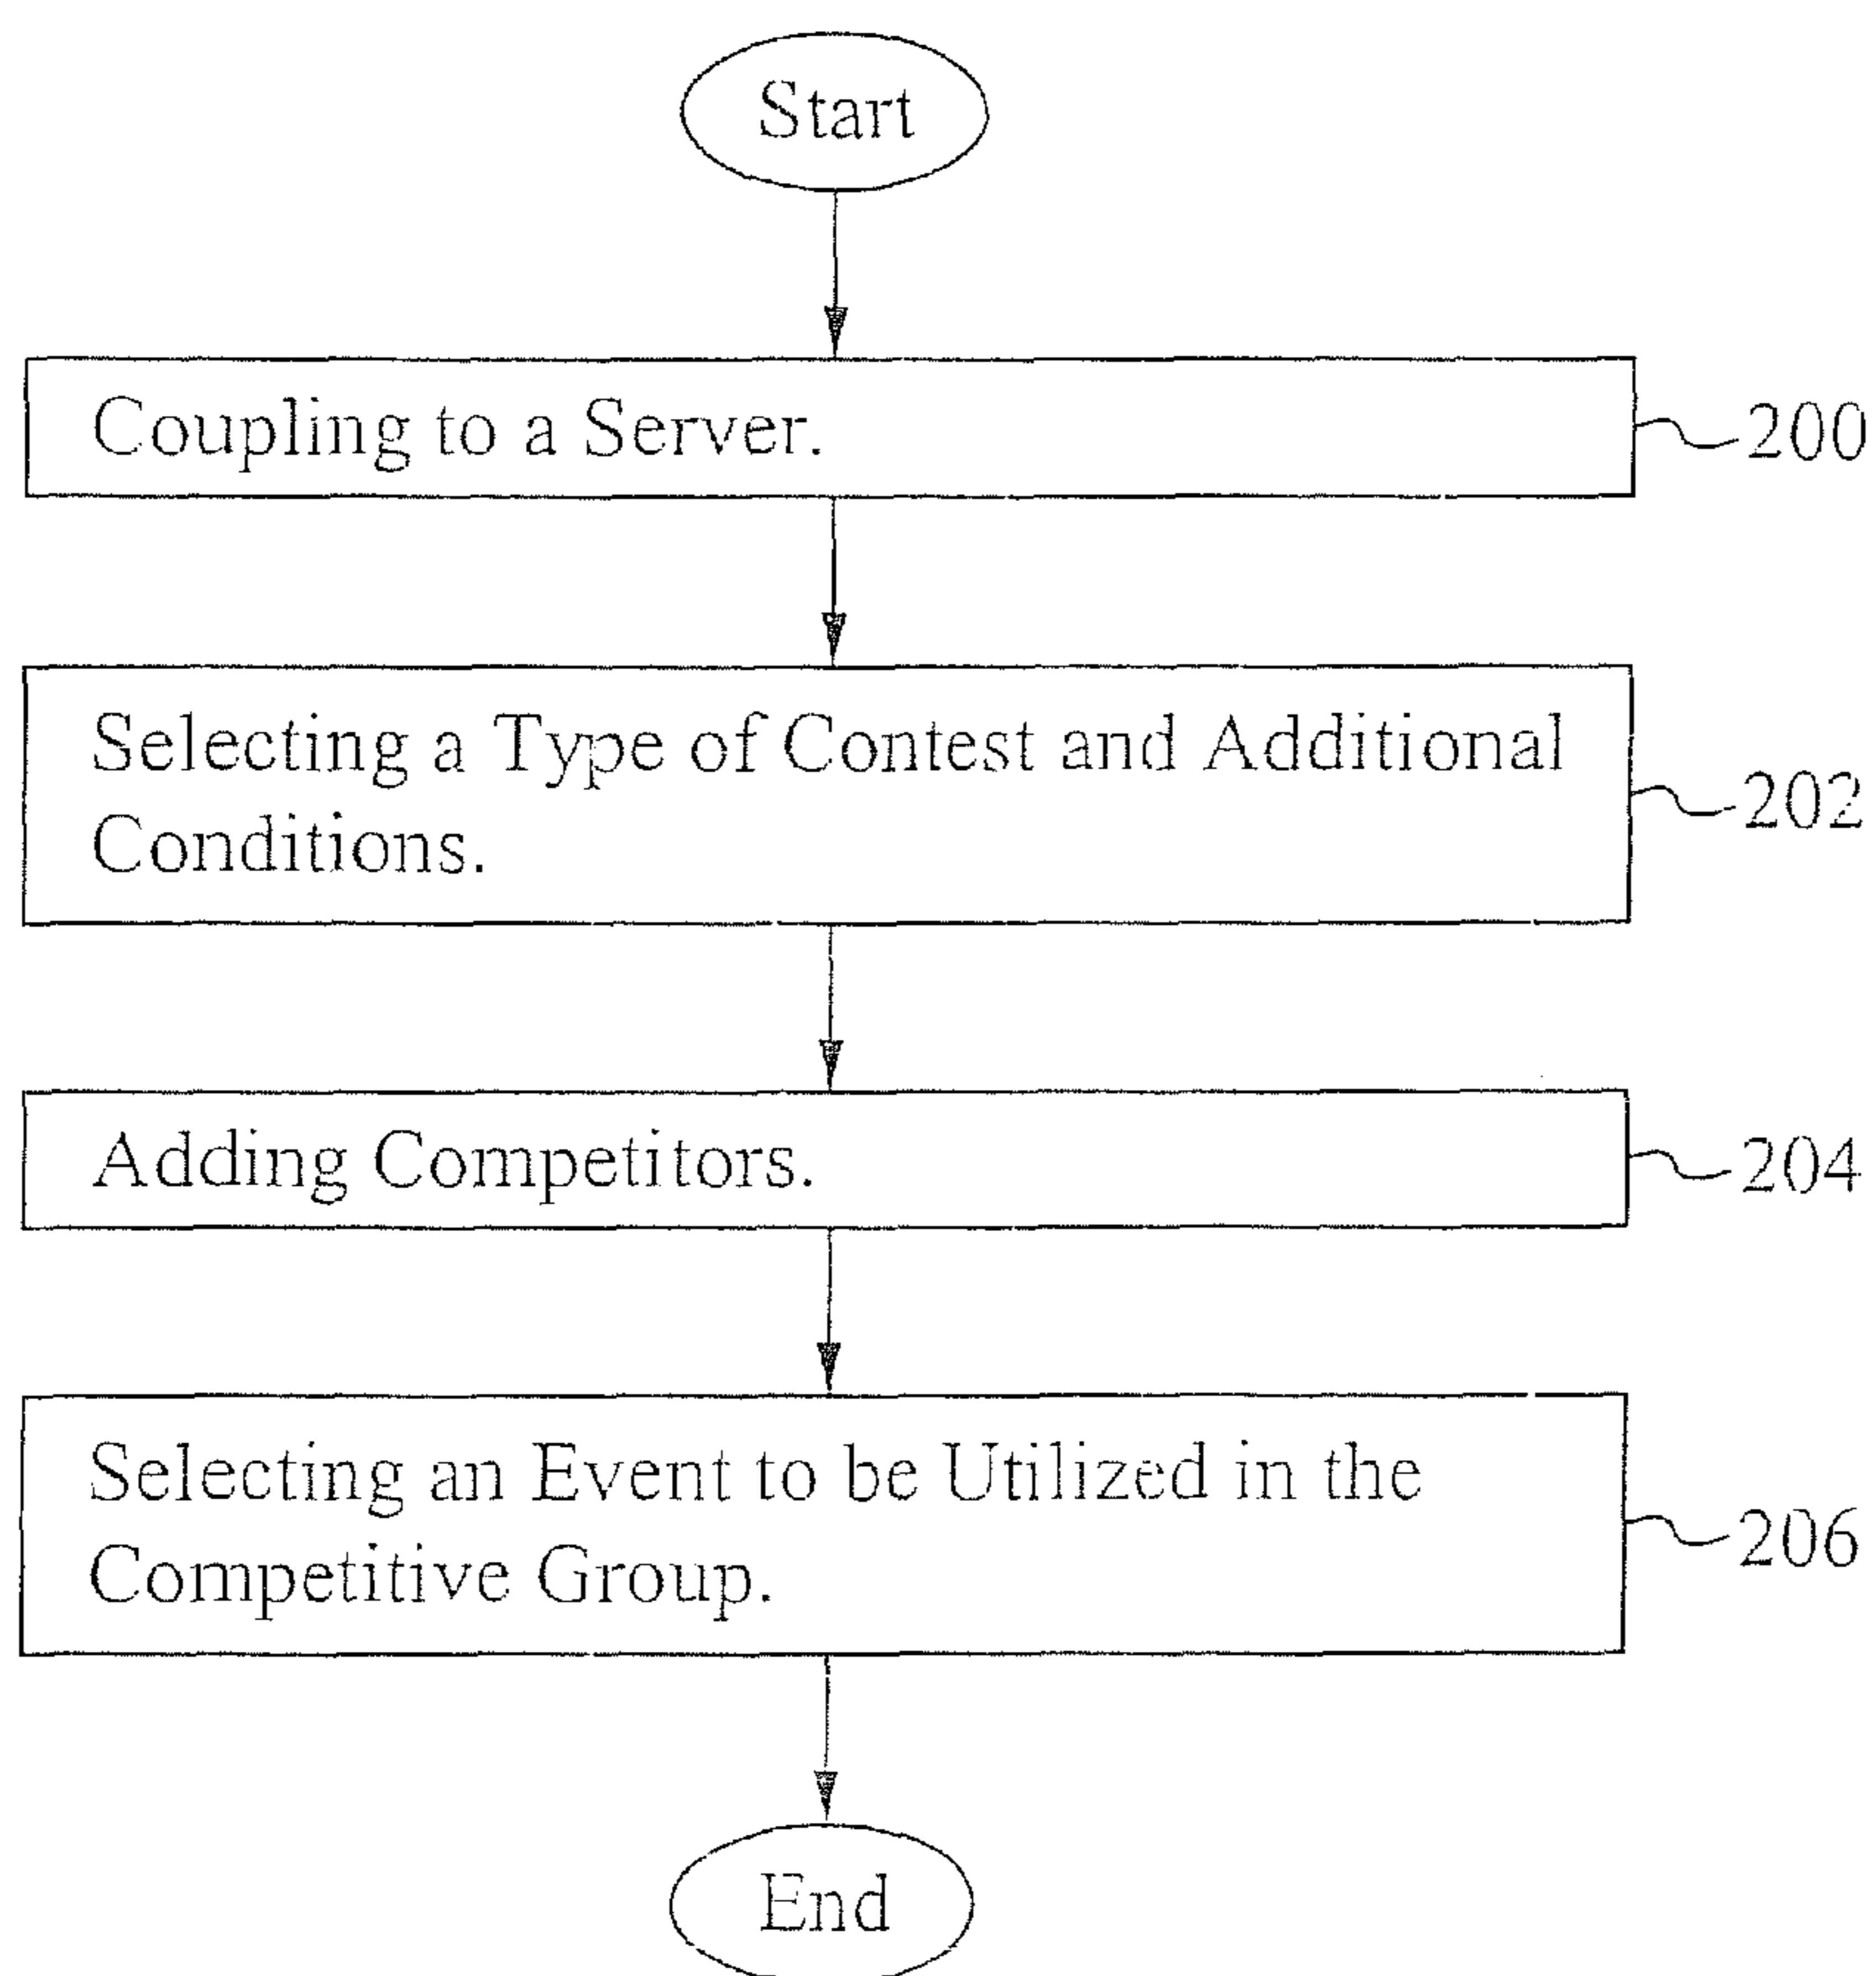 Start
Coupling to a Server.
200
Selecting a Type of Contest and Additional
Conditions.
202
Adding Competitors.
204
Selecting an Event to be Utilized in the
Competitive Group.
206
End